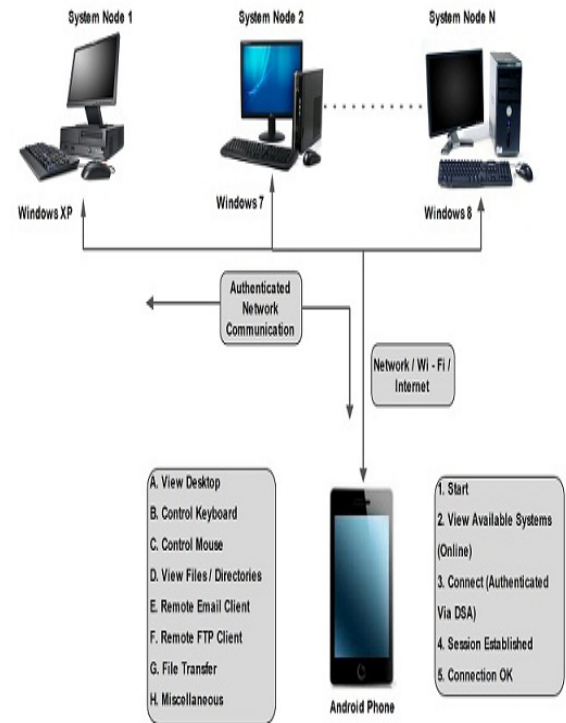 System Node 1
System Node 2
System Node N
Windows XP
Windows 7
Windows 8
Authenticated
Network
Communication
Network / Wi - Fi /
Internet
A. View Desktop
B. Control Keyboard
C. Control Mouse
D. View Files / Directories
E. Remote Email Client
F. Remote FTP Client
G. File Transfer
H. Miscellaneous
Android Phone
1. Start
2. View Available Systems
(Online)
3. Connect (Authenticated
Via DSA)
4. Session Established
5. Connection OK